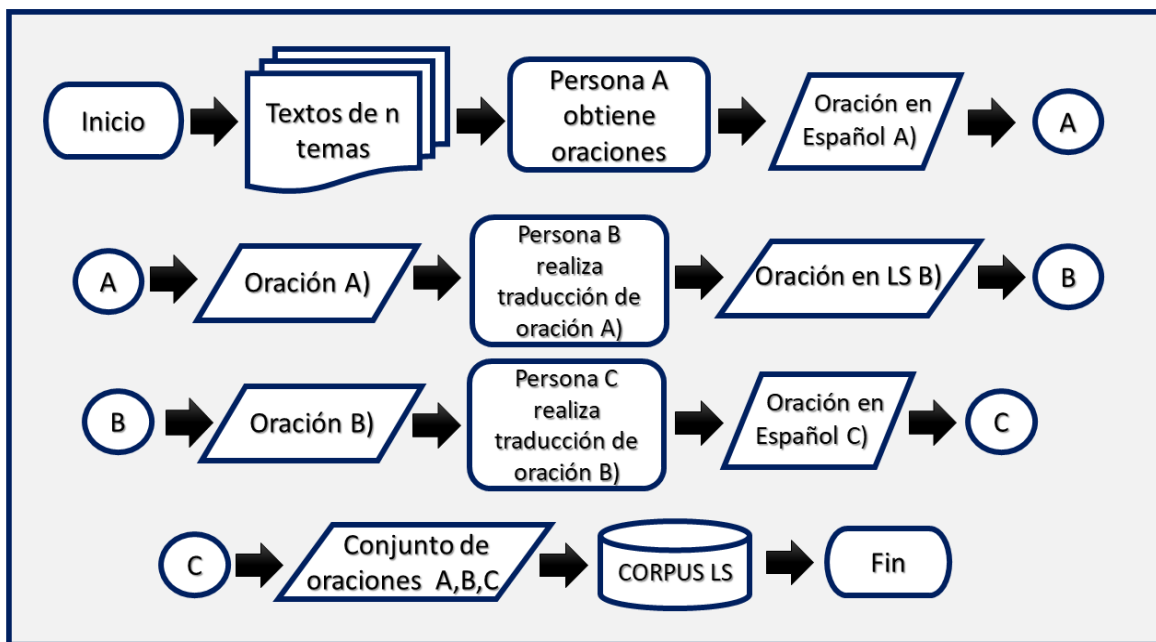 Inicio
Textos de n
temas
Persona A
obtiene
oraciones
Oración en
Español A)
A
A
Oración A)
Persona B
realiza
traducción de
oración A)
Oración en LS B)
B
B
Oración B)
Persona C
realiza
traducción de
oración B)
Oración en
Español C)
C
C
Conjunto de
oraciones A,B,C
CORPUS LS
Fin